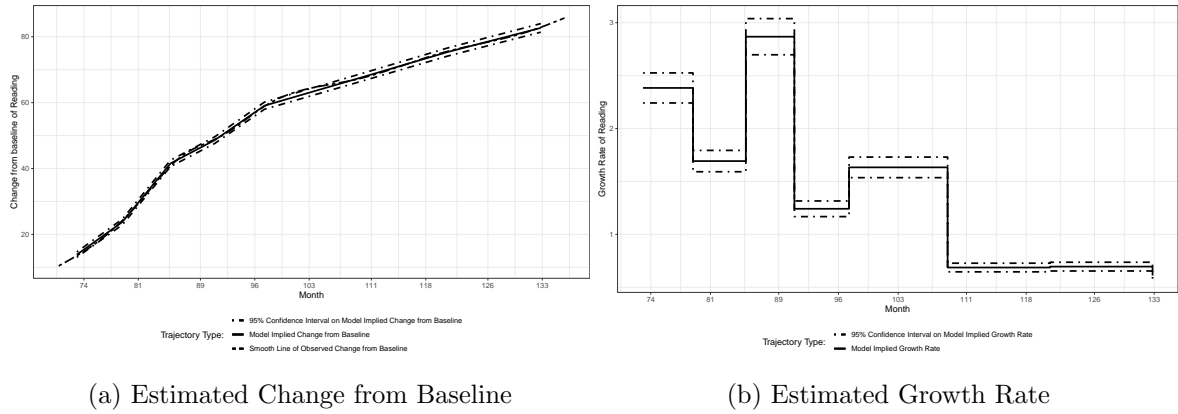 Change from baseline of Reading
80
60
40
20
74
81
89
96
103
111
118
126
133
Month
Trajectory Type:
95% Confidence Interval on Model Implied Change from Baseline
Model Implied Change from Baseline
Smooth Line of Observed Change from Baseline
(a) Estimated Change from Baseline
Growth Rate of Reading
3
2
1
74
81
89
96
103
111
118
126
133
Month
Trajectory Type:
95% Confidence Interval on Model Implied Growth Rate
Model Implied Growth Rate
(b) Estimated Growth Rate